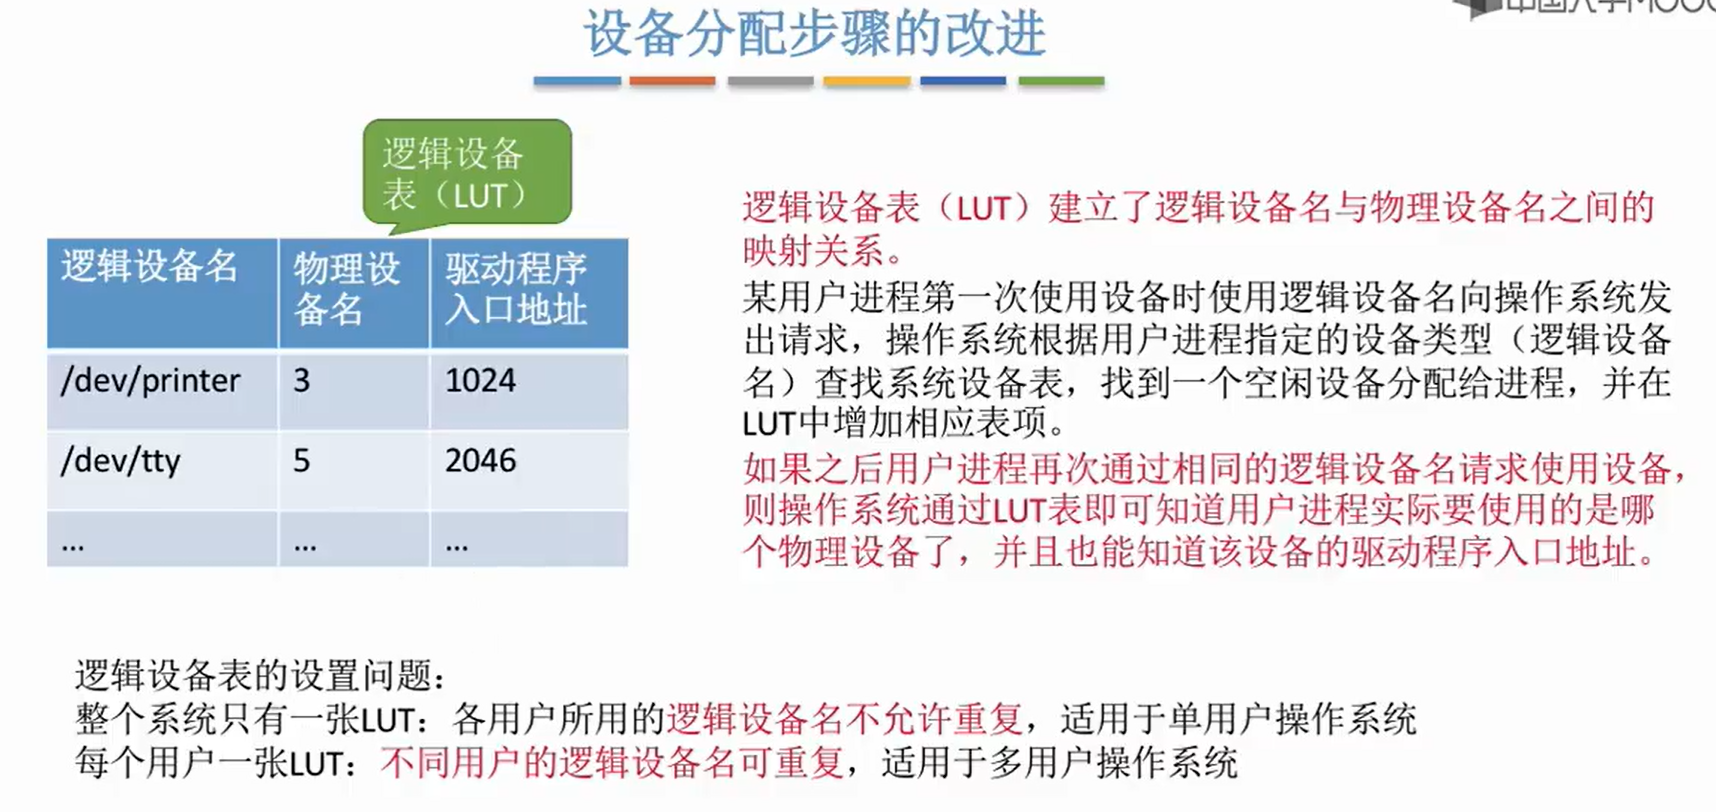 中国大学MOOC
设备分配步骤的改进
逻辑设备
表（LUT）
逻辑设备名
物理设
备名
驱动程序
入口地址
/dev/printer
3
1024
/dev/tty
5
2046
...
...
...
逻辑设备表（LUT）建立了逻辑设备名与物理设备名之间的
映射关系。
某用户进程第一次使用设备时使用逻辑设备名向操作系统发
出请求，操作系统根据用户进程指定的设备类型（逻辑设备
名）查找系统设备表，找到一个空闲设备分配给进程，并在
LUT中增加相应表项。
如果之后用户进程再次通过相同的逻辑设备名请求使用设备，
则操作系统通过LUT表即可知道用户进程实际要使用的是哪
个物理设备了，并且也能知道该设备的驱动程序入口地址。
逻辑设备表的设置问题：
整个系统只有一张LUT：各用户所用的逻辑设备名不允许重复，适用于单用户操作系统
每个用户一张LUT：不同用户的逻辑设备名可重复，适用于多用户操作系统